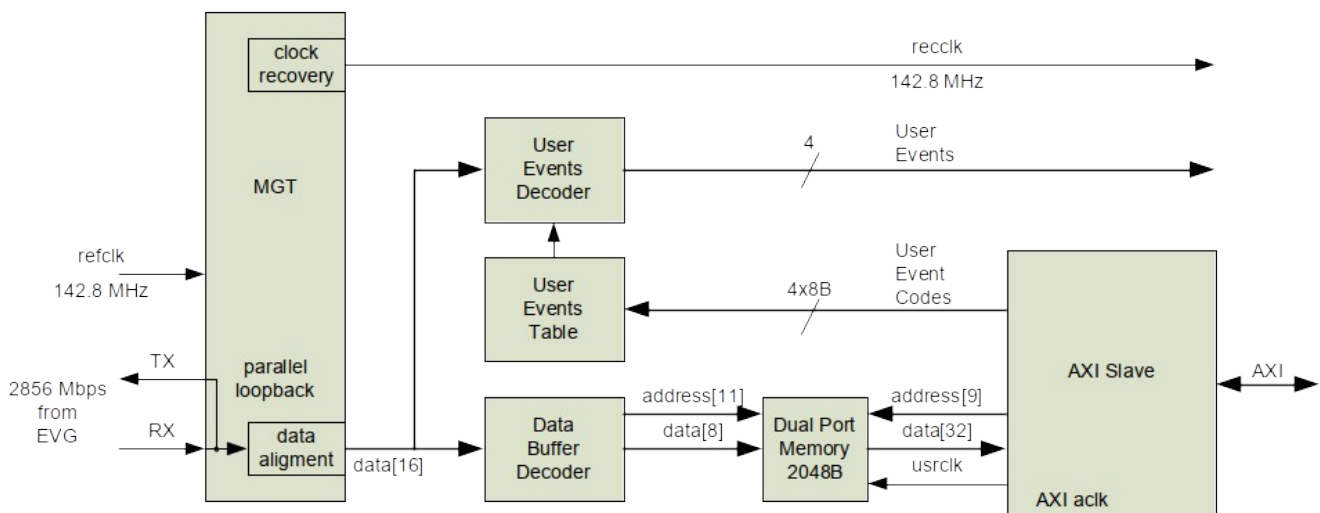 clock
recovery
recclk
142.8 MHz
MGT
User
Events
Decoder
4
User
Events
refclk
142.8 MHz
User
Events
Table
4x8B
User
Event
Codes
TX
2856 Mbps
from
EVG
RX
parallel
loopback
data
aligment
data[16]
Data
Buffer
Decoder
address[11]
data[8]
Dual Port
Memory
2048B
address[9]
data[32]
usrclk
AXI Slave
AXI aclk
AXI